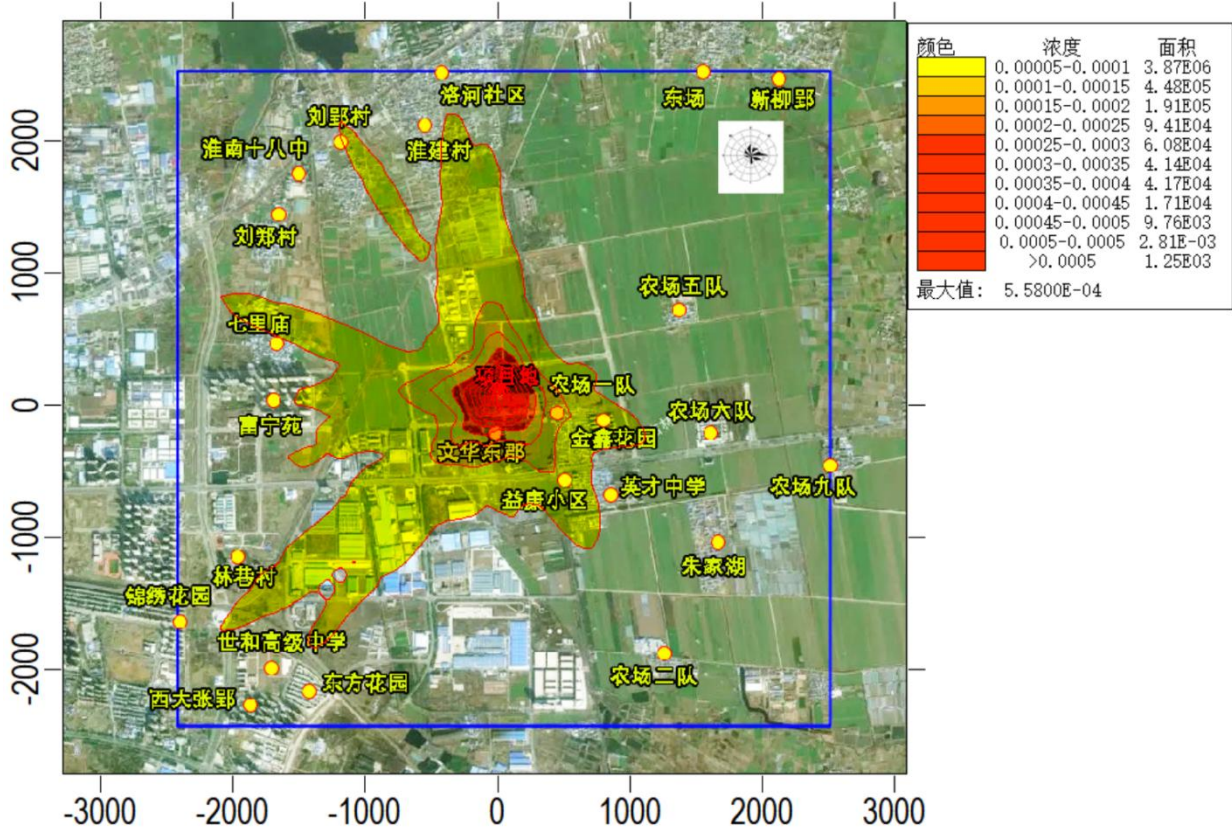 颜色 浓度 面积
0.00005-0.0001 3.87E06
0.0001-0.00015 4.48E05
0.00015-0.0002 1.91E05
0.0002-0.00025 9.41E04
0.00025-0.0003 6.08E04
0.0003-0.00035 4.14E04
0.00035-0.0004 4.17E04
0.0004-0.00045 1.71E04
0.00045-0.0005 9.76E03
0.0005-0.0005 2.81E-03
>0.0005 1.25E03
最大值: 5.5800E-04
洛河社区
东场
新柳郢
刘郢村
淮南十八中
淮建村
刘郑村
农场五队
七里庙
农场一队
富宁苑
农场六队
金鑫花园
文华东郡
益康小区
英才中学
农场九队
朱家湖
林巷村
锦绣花园
世和高级中学
东方花园
农场二队
西大张郢
2000
1000
0
-1000
-2000
-3000 -2000 -1000 0 1000 2000 3000